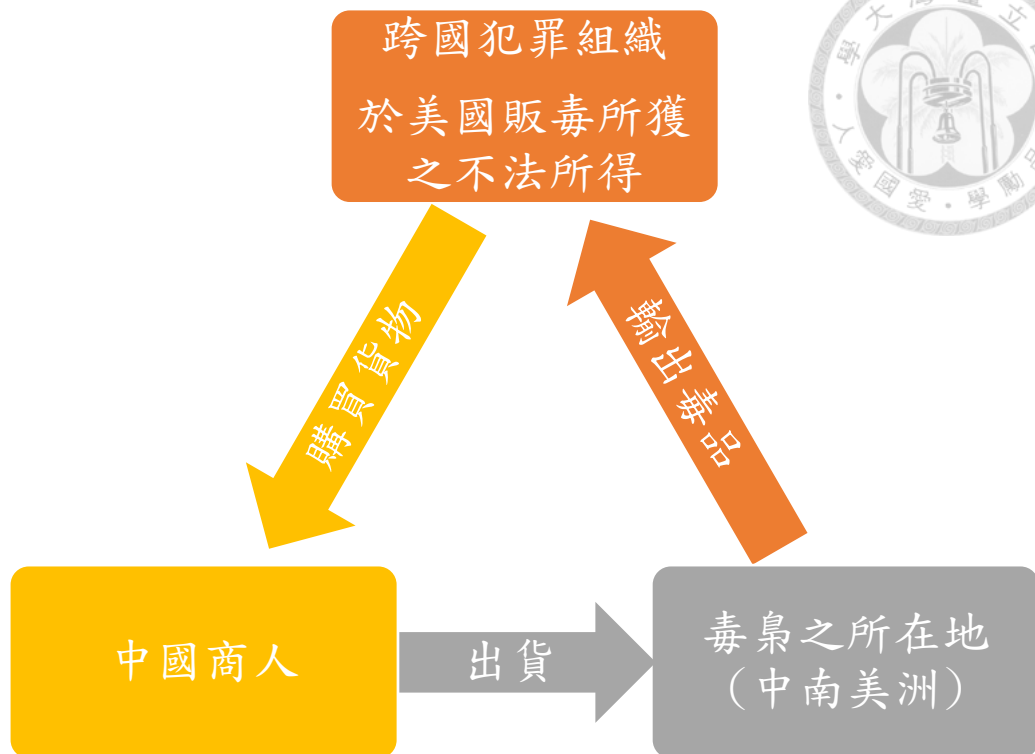 跨國犯罪組織
於美國販毒所獲
之不法所得
購買貨物
輸出毒品
中國商人
出貨
毒梟之所在地
（中南美洲）